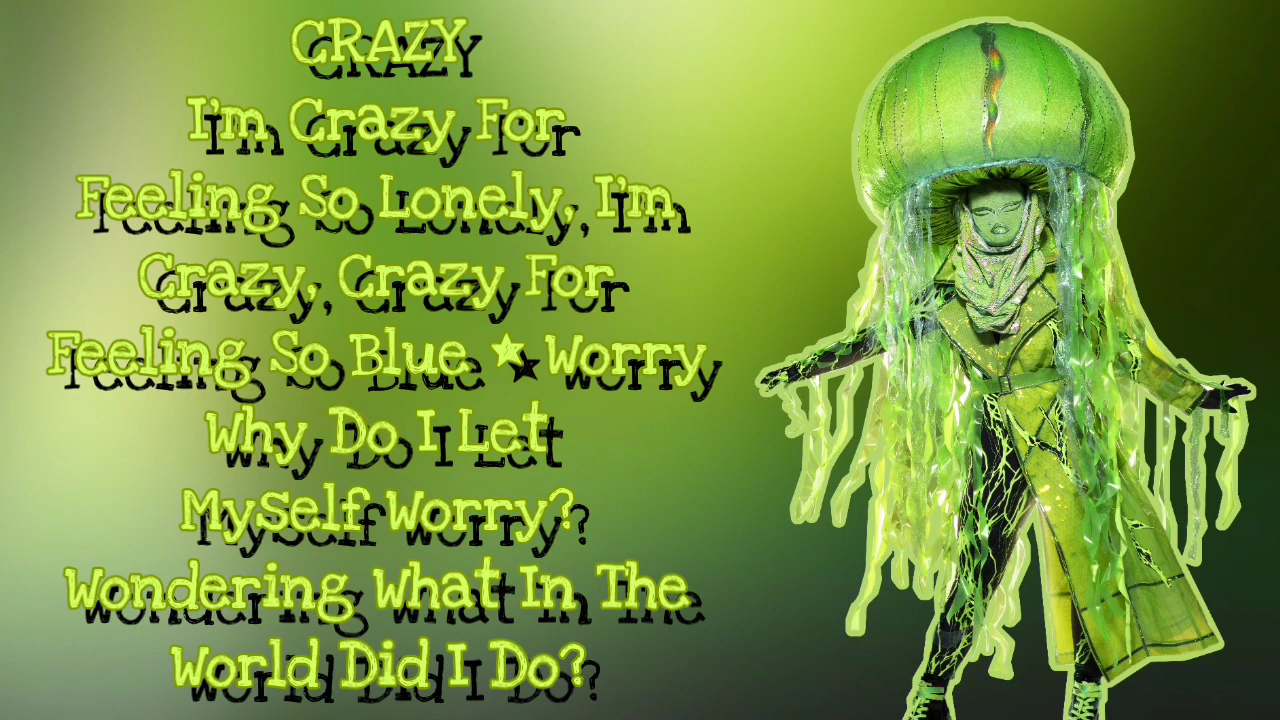 CRAZY
I'm Crazy For
Feeling So Lonely, I'm
Crazy, Crazy For
Feeling So Blue ★ Worry
Why Do I Let
Myself Worry?
Wondering What In The
World Did I Do?